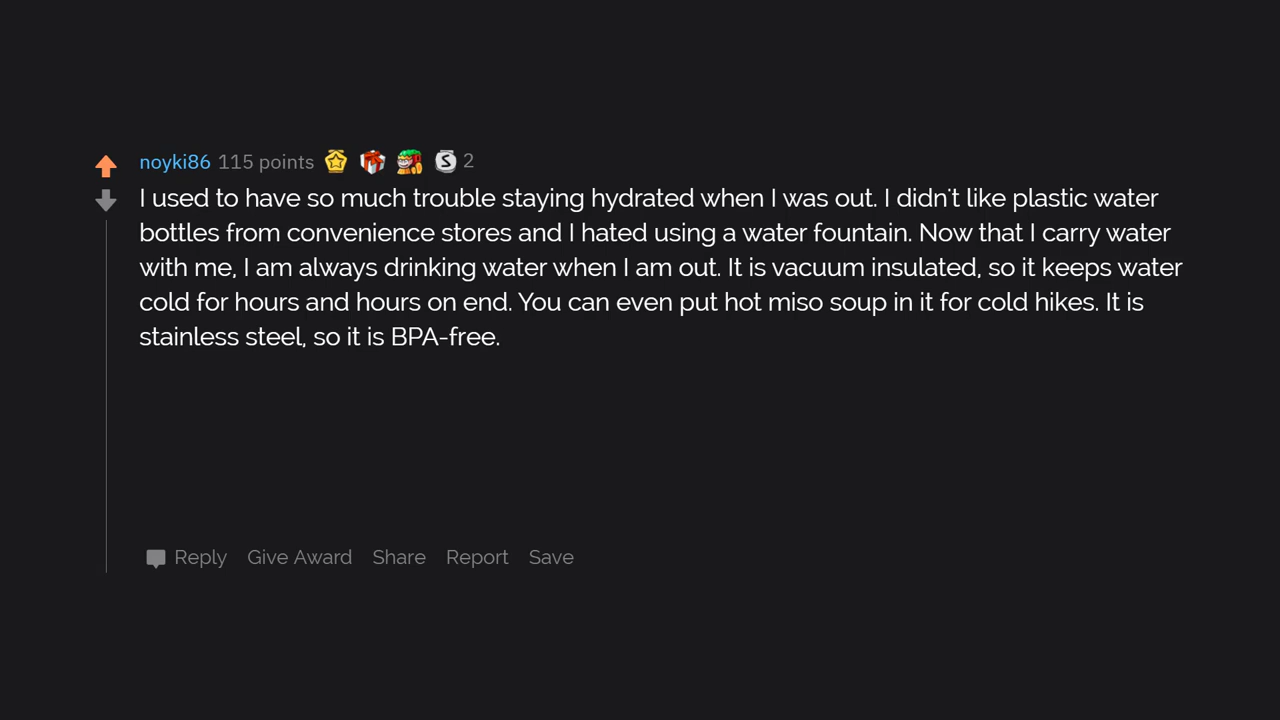 noyki86 115 points 2
I used to have so much trouble staying hydrated when I was out. I didn't like plastic water
bottles from convenience stores and I hated using a water fountain. Now that I carry water
with me, I am always drinking water when I am out. It is vacuum insulated, so it keeps water
cold for hours and hours on end. You can even put hot miso soup in it for cold hikes. It is
stainless steel, so it is BPA-free.
Reply Give Award Share Report Save